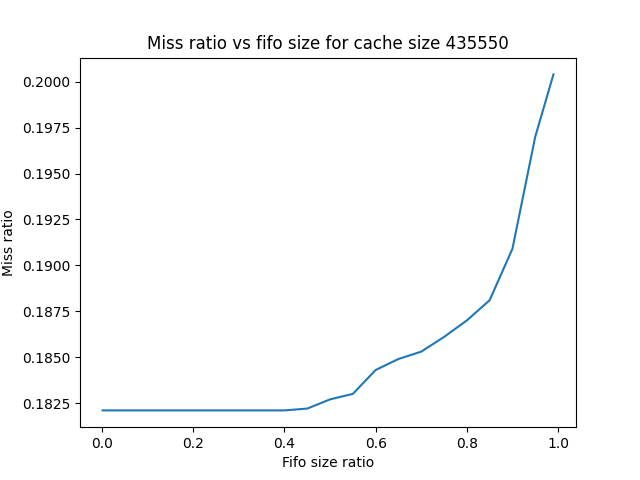 Miss ratio vs fifo size for cache size 435550
0.2000
0.1975
0.1950
0.1925
0.1900
0.1875
0.1850
0.1825
Miss ratio
0.0 0.2 0.4 0.6 0.8 1.0
Fifo size ratio